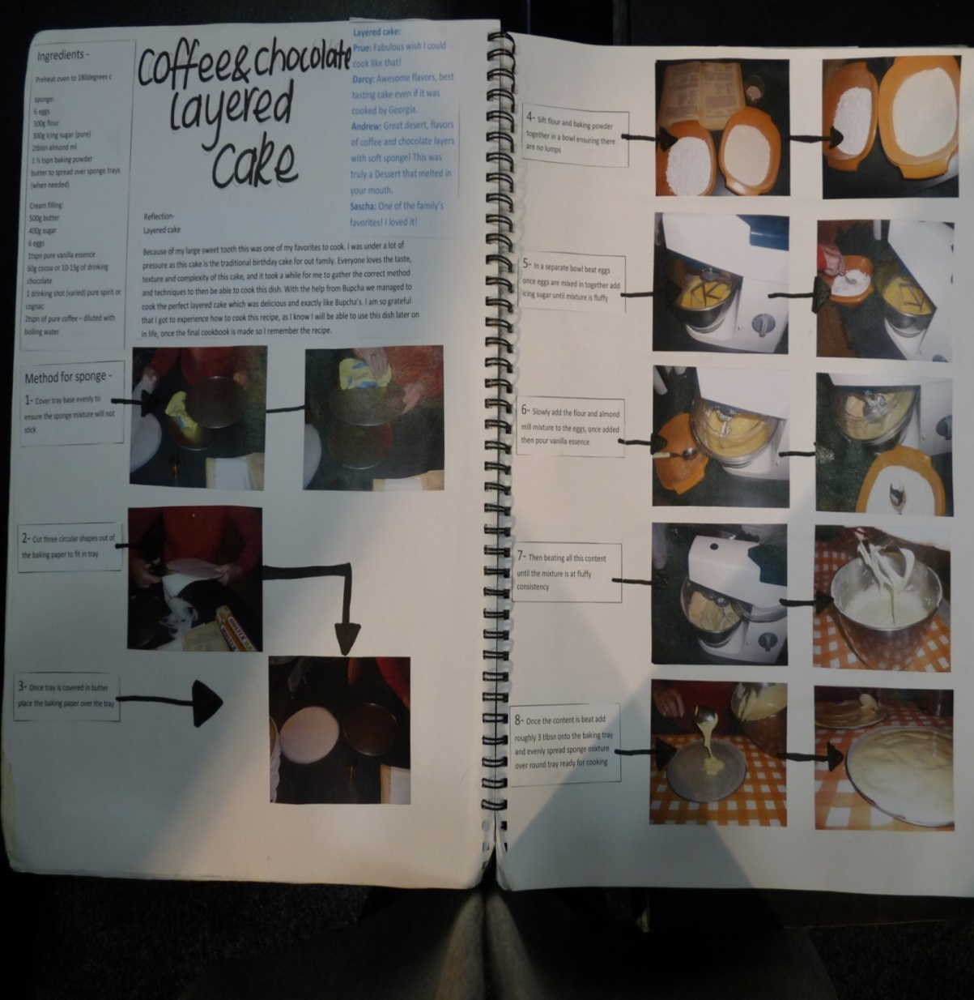 Ingredients -
Preheat oven to 180degrees c
sponge:
6 eggs
300g flour
300g icing sugar (pure)
2tblsn almond ml
1 ½ tspn baking powder
butter to spread over sponge trays
(when needed)
Cream filling:
500g butter
400g sugar
6 eggs
1tspn pure vanilla essence
60g cocoa or 10-15g of drinking
chocolate
1 drinking shot (varied) pure spirit or
cognac
2tspn of pure coffee – diluted with
boiling water
Coffee & chocolate
layered
cake
Layered cake:
Prue: Fabulous wish I could
cook like that!
Darcy: Awesome flavors, best
tasting cake even if it was
cooked by Georgia.
Andrew: Great desert, flavors
of coffee and chocolate layers
with soft sponge! This was
truly a Dessert that melted in
your mouth.
Sascha: One of the family's
favorites! I loved it!
Reflection-
Layered cake
Because of my large sweet tooth this was one of my favorites to cook. I was under a lot of
pressure as this cake is the traditional birthday cake for out family. Everyone loves the taste,
texture and complexity of this cake, and it took a while for me to gather the correct method
and techniques to then be able to cook this dish. With the help from Bupcha we managed to
cook the perfect layered cake which was delicious and exactly like Bupcha's. I am so grateful
that I got to experience how to cook this recipe, as I know I will be able to use this dish later on
in life, once the final cookbook is made so I remember the recipe.
Method for sponge -
1- Cover tray base evenly to
ensure the sponge mixture will not
stick
2- Cut three circular shapes out of
the baking paper to fit in tray
3- Once tray is covered in butter
place the baking paper over the tray
4- Sift flour and baking powder
together in a bowl ensuring there
are no lumps
5- In a separate bowl beat eggs
once eggs are mixed in together add
icing sugar until mixture is fluffy
6- Slowly add the flour and almond
mill mixture to the eggs, once added
then pour vanilla essence
7- Then beating all this content
until the mixture is at fluffy
consistency
8- Once the content is beat add
roughly 3 tlbsn onto the baking tray
and evenly spread sponge mixture
over round tray ready for cooking